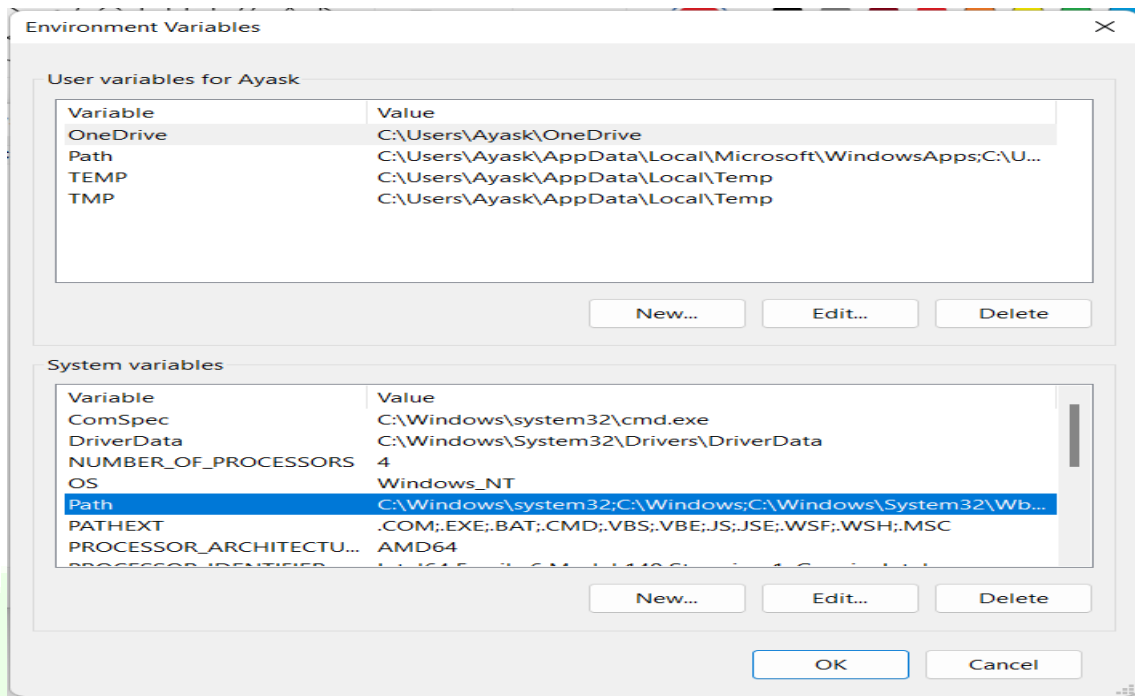 Environment Variables
User variables for Ayask
Variable Value
OneDrive C:\Users\Ayask\OneDrive
Path C:\Users\Ayask\AppData\Local\Microsoft\WindowsApps;C:\U...
TEMP C:\Users\Ayask\AppData\Local\Temp
TMP C:\Users\Ayask\AppData\Local\Temp
New... Edit... Delete
System variables
Variable Value
ComSpec C:\Windows\system32\cmd.exe
DriverData C:\Windows\System32\Drivers\DriverData
NUMBER_OF_PROCESSORS 4
OS Windows_NT
Path C:\Windows\system32;C:\Windows;C:\Windows\System32\Wb...
PATHEXT .COM;.EXE;.BAT;.CMD;.VBS;.VBE;.JS;.JSE;.WSF;.WSH;.MSC
PROCESSOR_ARCHITECTU... AMD64
New... Edit... Delete
OK Cancel